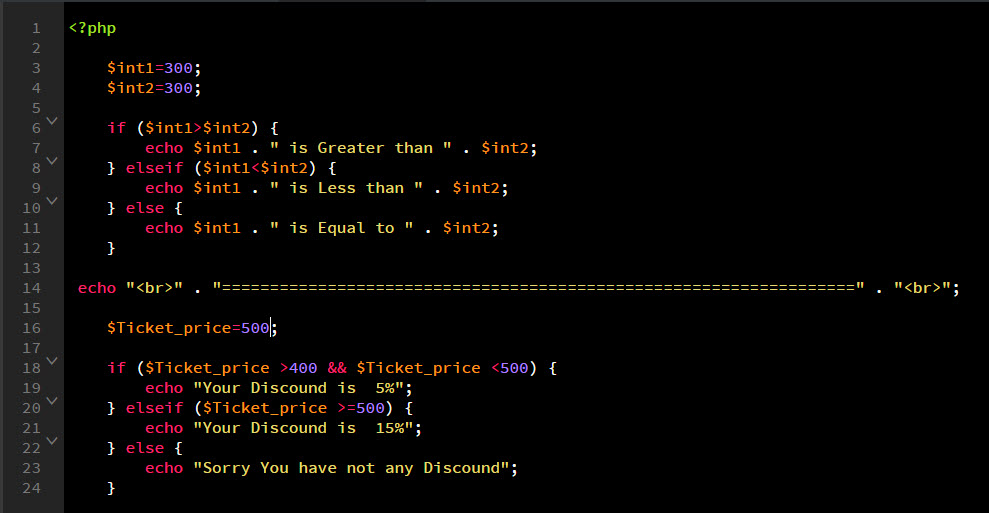 1 <?php
2
3 $int1=300;
4 $int2=300;
5
6 if ($int1>$int2) {
7 echo $int1 . " is Greater than " . $int2;
8 } elseif ($int1<$int2) {
9 echo $int1 . " is Less than " . $int2;
10 } else {
11 echo $int1 . " is Equal to " . $int2;
12 }
13
14 echo "<br>" . "==================================================================" . "<br>";
15
16 $Ticket_price=500;
17
18 if ($Ticket_price >400 && $Ticket_price <500) {
19 echo "Your Discound is  5%";
20 } elseif ($Ticket_price >=500) {
21 echo "Your Discound is  15%";
22 } else {
23 echo "Sorry You have not any Discound";
24 }